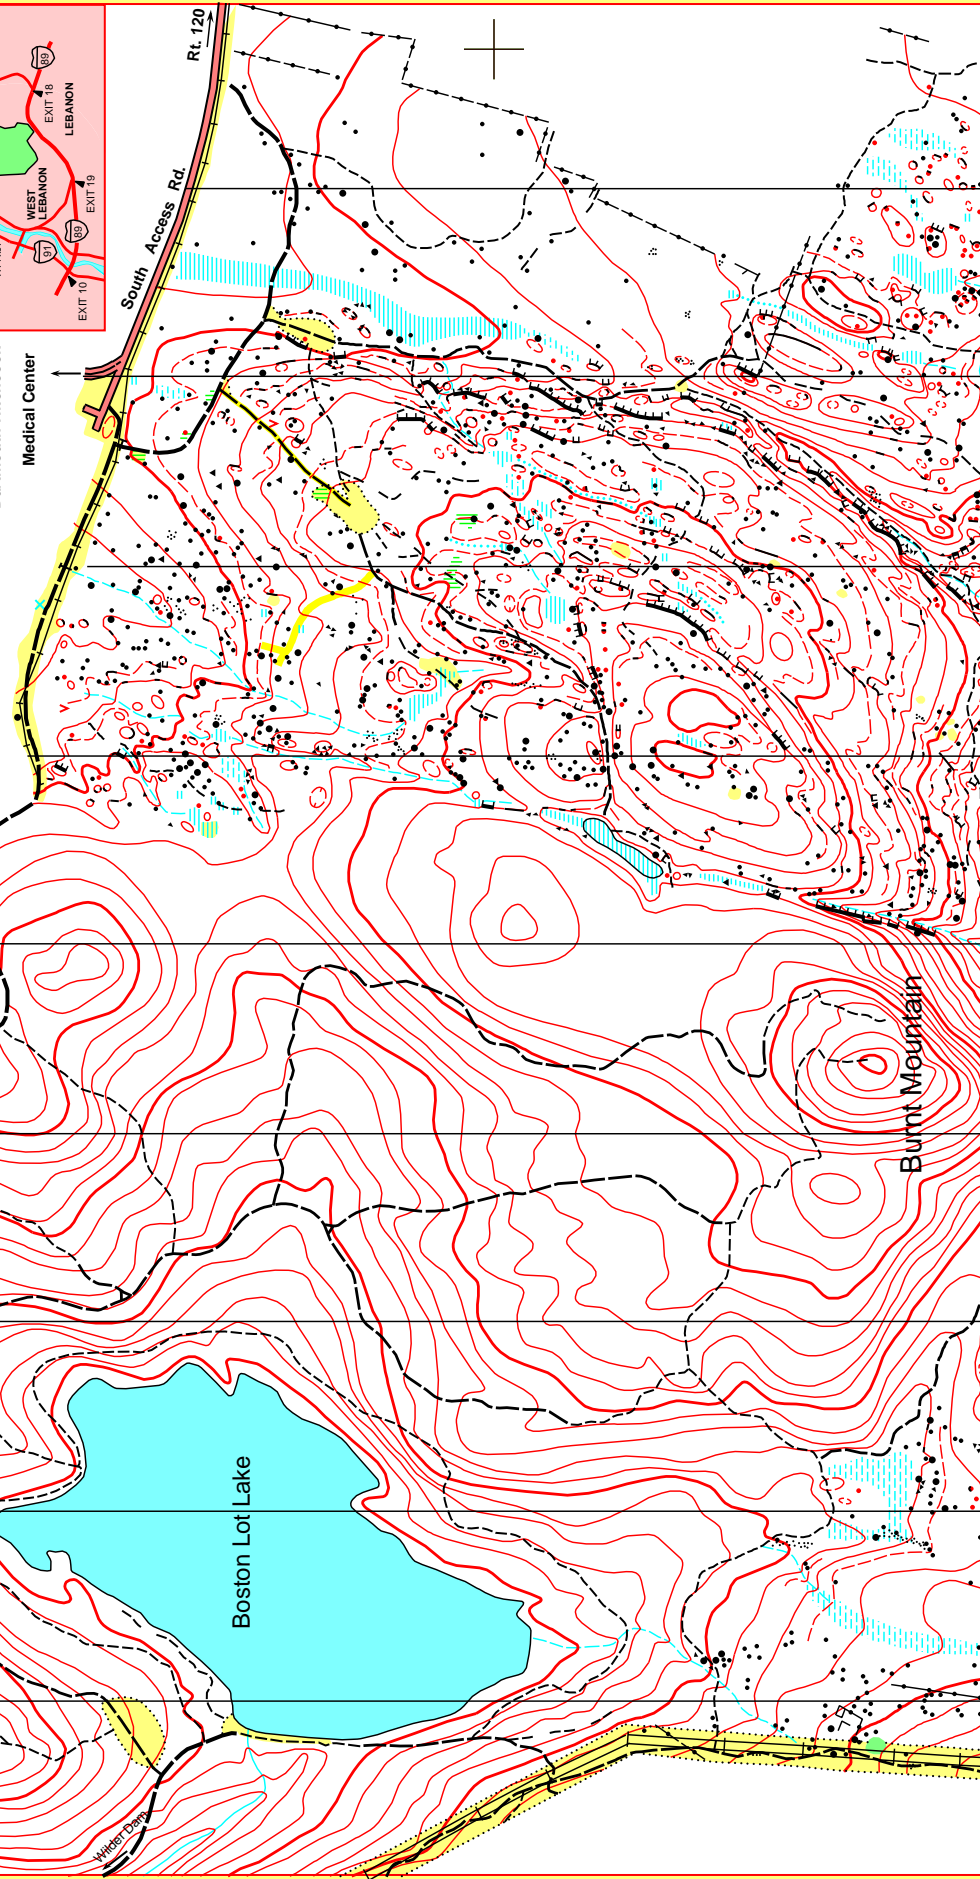 Rt. 120
South Access Rd.
Medical Center
89
EXIT 18
LEBANON
WEST
LEBANON
EXIT 19
89
91
EXIT 10
Burnt Mountain
Boston Lot Lake
Wilder Dam